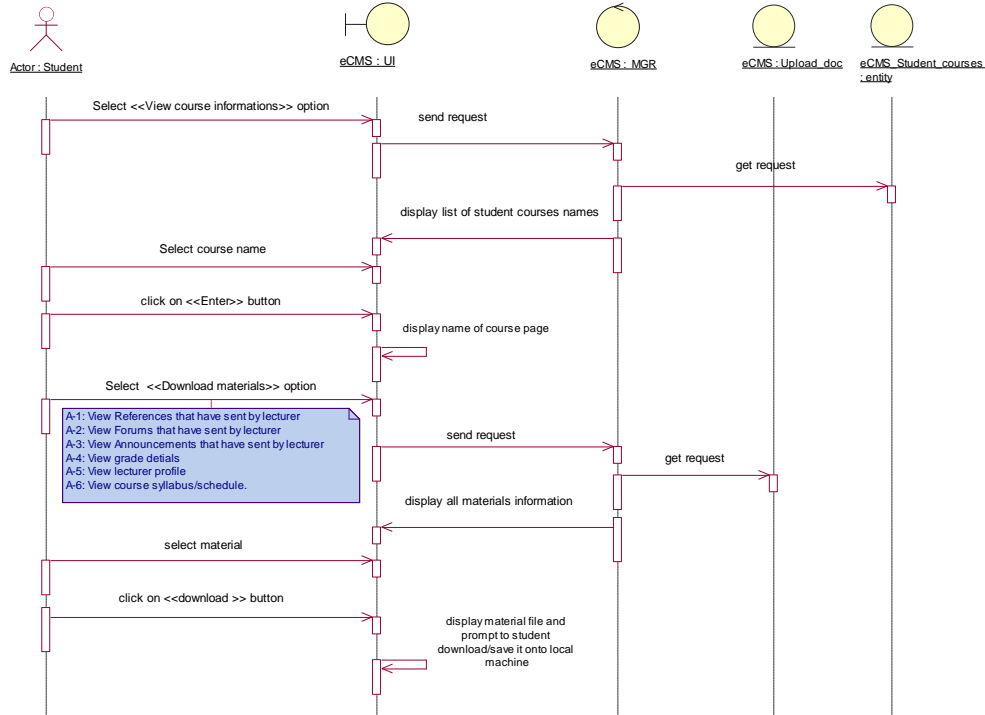 Actor : Student
eCMS : UI
eCMS : MGR
eCMS : Upload_doc
eCMS_Student_courses
: entity
Select <<View course informations>> option
send request
get request
display list of student courses names
Select course name
click on <<Enter>> button
display name of course page
Select <<Download materials>> option
A-1: View References that have sent by lecturer
A-2: View Forums that have sent by lecturer
A-3: View Announcements that have sent by lecturer
A-4: View grade detials
A-5: View lecturer profile
A-6: View course syllabus/schedule.
send request
get request
display all materials information
select material
click on <<download >> button
display material file and
prompt to student
download/save it onto local
machine